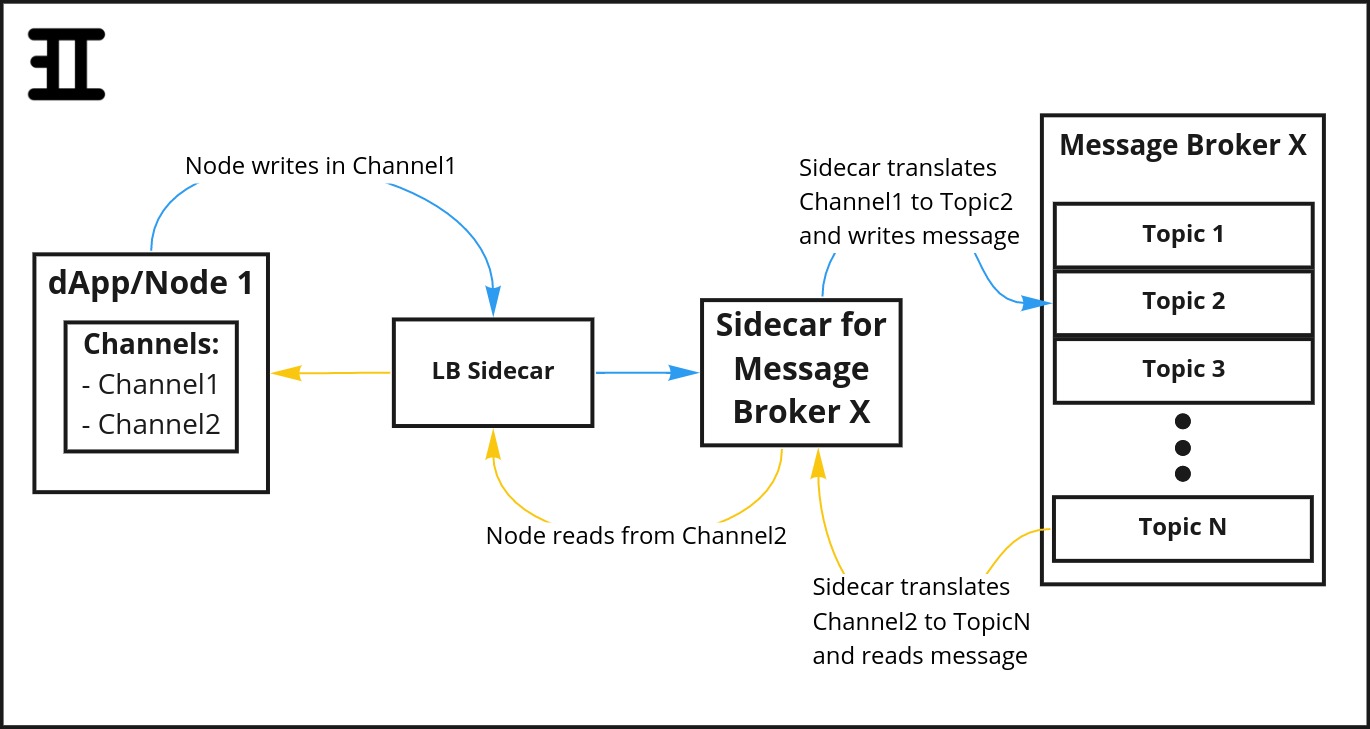 Node writes in Channel1
dApp/Node 1
Channels:
- Channel1
- Channel2
LB Sidecar
Node reads from Channel2
Sidecar for
Message
Broker X
Sidecar translates
Channel1 to Topic2
and writes message
Sidecar translates
Channel2 to TopicN
and reads message
Message Broker X
Topic 1
Topic 2
Topic 3
Topic N